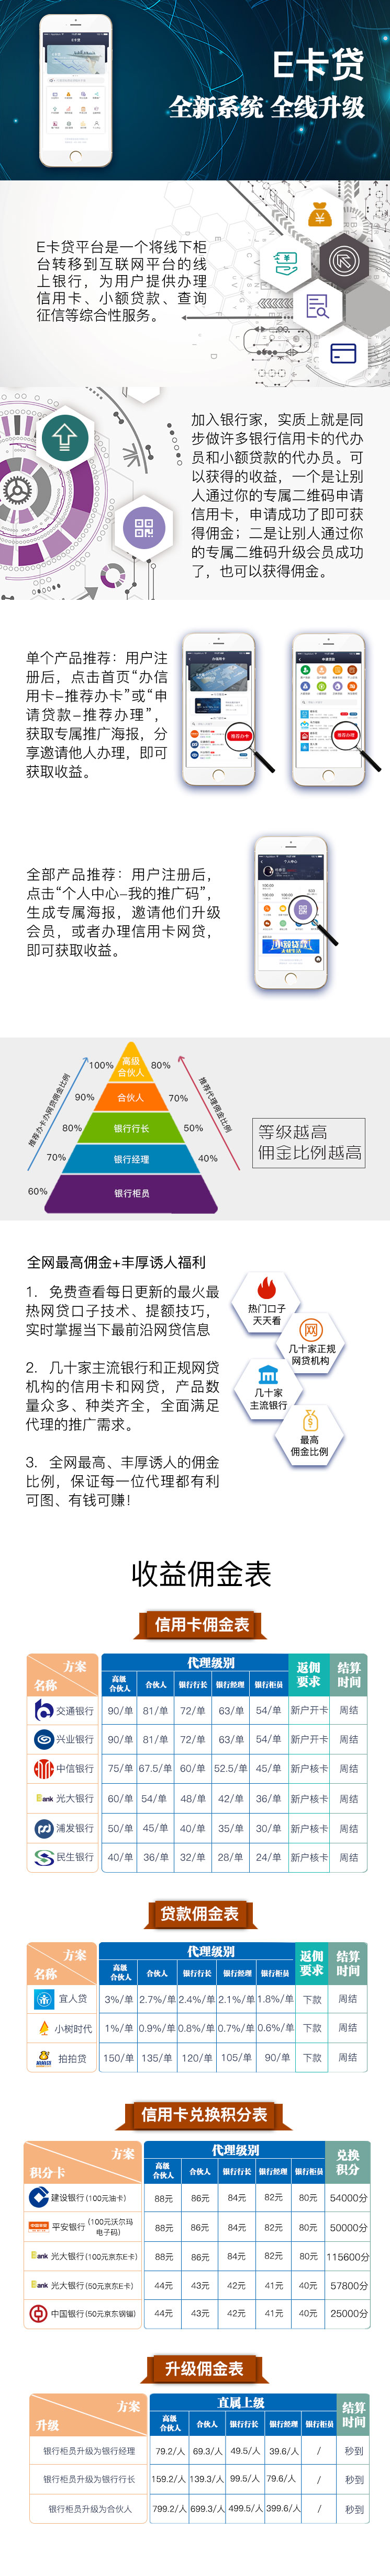 E卡贷
全新系统 全线升级
E卡贷平台是一个将线下柜
台转移到互联网平台的线
上银行，为用户提供办理
信用卡、小额贷款、查询
征信等综合性服务。
加入银行家，实质上就是同
步做许多银行信用卡的代办
员和小额贷款的代办员。可
以获得的收益，一个是让别
人通过你的专属二维码申请
信用卡，申请成功了即可获
得佣金；二是让别人通过你
的专属二维码升级会员成功
了，也可以获得佣金。
单个产品推荐：用户注
册后，点击首页“办信
用卡-推荐办卡”或“申
请贷款-推荐办理”，
获取专属推广海报，分
享邀请他人办理，即可
获取收益。
推荐办卡
推荐办理
全部产品推荐：用户注册后，
点击“个人中心-我的推广码”，
生成专属海报，邀请他们升级
会员，或者办理信用卡网贷，
即可获取收益。
推荐办卡办网贷佣金比例
推荐代理佣金比例
100% 高级合伙人 80%
90% 合伙人 70%
80% 银行行长 50%
70% 银行经理 40%
60% 银行柜员
等级越高
佣金比例越高
全网最高佣金+丰厚诱人福利
1. 免费查看每日更新的最火最
热网贷口子技术、提额技巧，
实时掌握当下最前沿网贷信息
2. 几十家主流银行和正规网贷
机构的信用卡和网贷，产品数
量众多、种类齐全，全面满足
代理的推广需求。
3. 全网最高、丰厚诱人的佣金
比例，保证每一位代理都有利
可图、有钱可赚！
热门口子
天天看
网
几十家正规
网贷机构
几十家
主流银行
最高
佣金比例
收益佣金表
信用卡佣金表
方案 名称 代理级别 返佣要求 结算时间
高级合伙人 合伙人 银行行长 银行经理 银行柜员
交通银行 90/单 81/单 72/单 63/单 54/单 新户开卡 周结
兴业银行 90/单 81/单 72/单 63/单 54/单 新户开卡 周结
中信银行 75/单 67.5/单 60/单 52.5/单 45/单 新户核卡 周结
Bank 光大银行 60/单 54/单 48/单 42/单 36/单 新户核卡 周结
浦发银行 50/单 45/单 40/单 35/单 30/单 新户核卡 周结
民生银行 40/单 36/单 32/单 28/单 24/单 新户核卡 周结
贷款佣金表
方案 名称 代理级别 返佣要求 结算时间
高级合伙人 合伙人 银行行长 银行经理 银行柜员
宜人贷 3%/单 2.7%/单 2.4%/单 2.1%/单 1.8%/单 下款 周结
小树时代 1%/单 0.9%/单 0.8%/单 0.7%/单 0.6%/单 下款 周结
拍拍贷 150/单 135/单 120/单 105/单 90/单 下款 周结
信用卡兑换积分表
方案 积分卡 代理级别 兑换积分
高级合伙人 合伙人 银行行长 银行经理 银行柜员
建设银行(100元油卡) 88元 86元 84元 82元 80元 54000分
平安银行(100元沃尔玛电子码) 88元 86元 84元 82元 80元 50000分
Bank 光大银行(100元京东E卡) 88元 86元 84元 82元 80元 115600分
Bank 光大银行(50元京东E卡) 44元 43元 42元 41元 40元 57800分
中国银行(50元京东钢镚) 44元 43元 42元 41元 40元 25000分
升级佣金表
方案 升级 直属上级 结算时间
高级合伙人 合伙人 银行行长 银行经理 银行柜员
银行柜员升级为银行经理 79.2/人 69.3/人 49.5/人 39.6/人 / 秒到
银行柜员升级为银行行长 159.2/人 139.3/人 99.5/人 79.6/人 / 秒到
银行柜员升级为合伙人 799.2/人 699.3/人 499.5/人 399.6/人 / 秒到